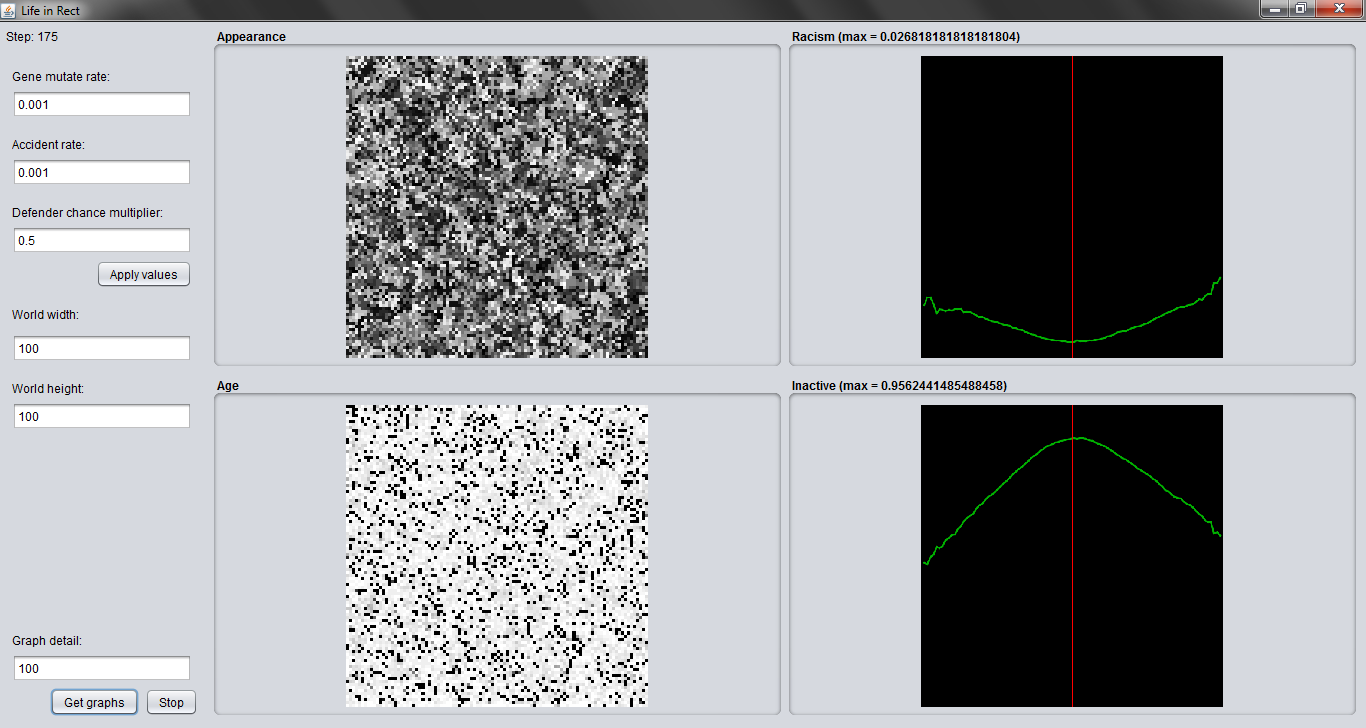 Life in Rect
Step: 175
Gene mutate rate:
0.001
Accident rate:
0.001
Defender chance multiplier:
0.5
Apply values
World width:
100
World height:
100
Graph detail:
100
Get graphs Stop
Appearance
Racism (max = 0.026818181818181804)
Age
Inactive (max = 0.9562441485488458)